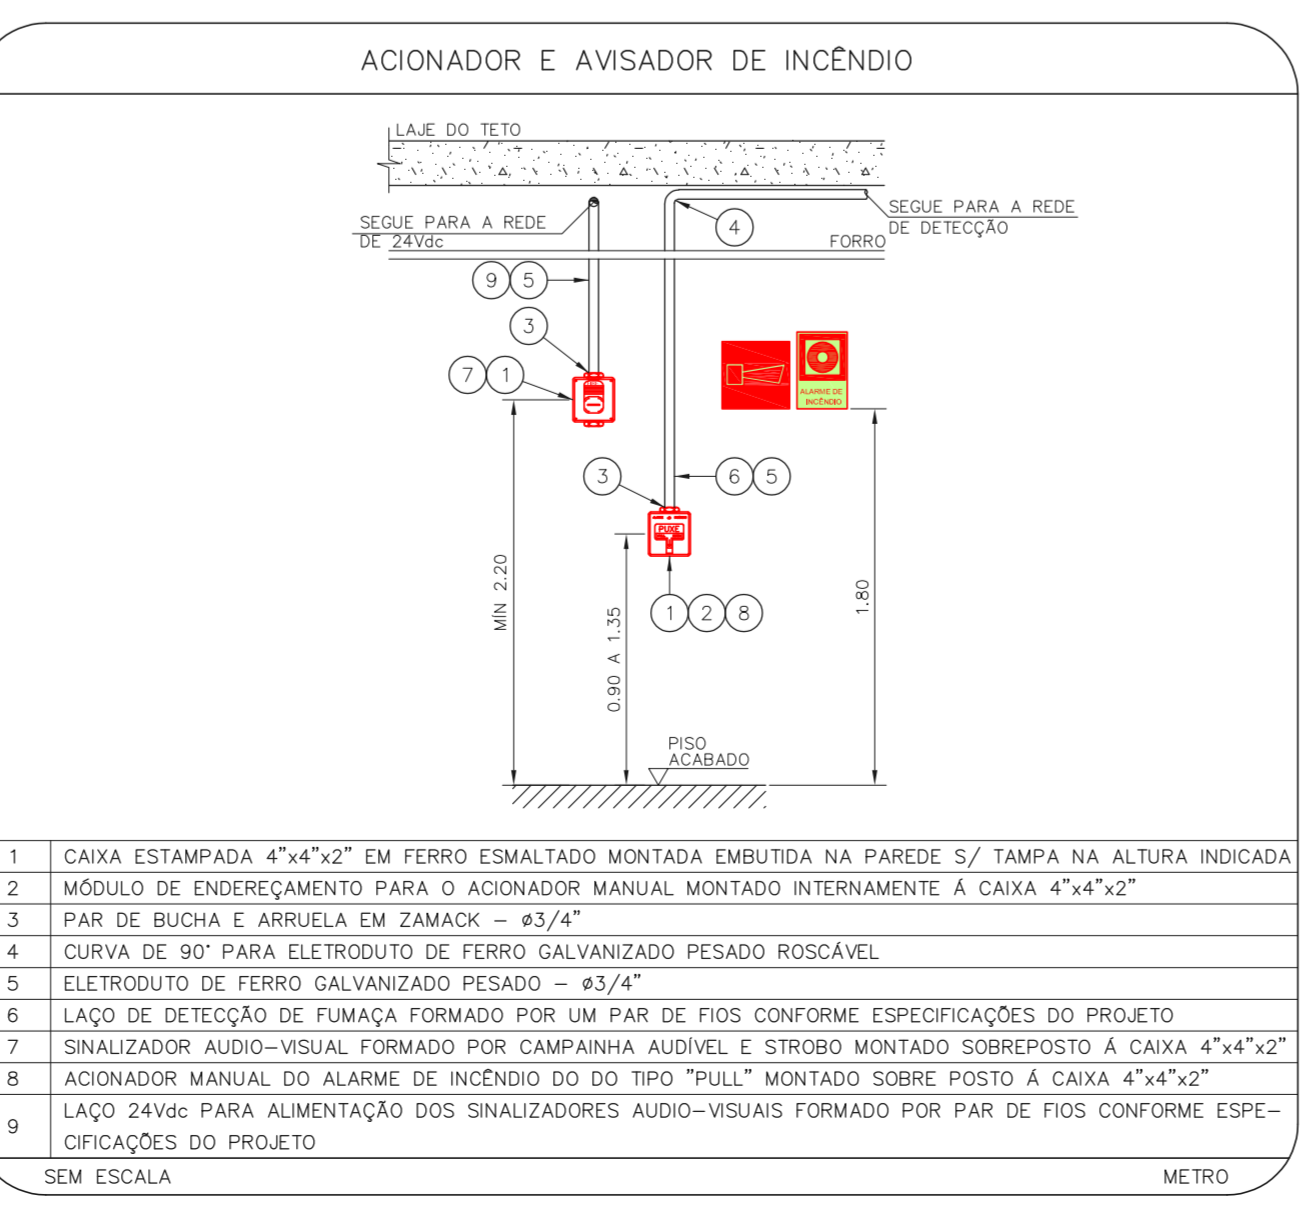 ACIONADOR E AVISADOR DE INCÊNDIO
LAJE DO TETO
SEGUE PARA A REDE
DE 24Vdc
SEGUE PARA A REDE
DE DETECÇÃO
4
FORRO
9 5
3
7 1
ALARME DE
INCÊNDIO
3
6 5
PUXE
1 2 8
MÍN 2.20
0.90 A 1.35
1.80
PISO
ACABADO
1 CAIXA ESTAMPADA 4"x4"x2" EM FERRO ESMALTADO MONTADA EMBUTIDA NA PAREDE S/ TAMPA NA ALTURA INDICADA
2 MÓDULO DE ENDEREÇAMENTO PARA O ACIONADOR MANUAL MONTADO INTERNAMENTE Á CAIXA 4"x4"x2"
3 PAR DE BUCHA E ARRUELA EM ZAMACK – ø3/4"
4 CURVA DE 90° PARA ELETRODUTO DE FERRO GALVANIZADO PESADO ROSCÁVEL
5 ELETRODUTO DE FERRO GALVANIZADO PESADO – ø3/4"
6 LAÇO DE DETECÇÃO DE FUMAÇA FORMADO POR UM PAR DE FIOS CONFORME ESPECIFICAÇÕES DO PROJETO
7 SINALIZADOR AUDIO–VISUAL FORMADO POR CAMPAINHA AUDÍVEL E STROBO MONTADO SOBREPOSTO Á CAIXA 4"x4"x2"
8 ACIONADOR MANUAL DO ALARME DE INCÊNDIO DO DO TIPO "PULL" MONTADO SOBRE POSTO Á CAIXA 4"x4"x2"
9 LAÇO 24Vdc PARA ALIMENTAÇÃO DOS SINALIZADORES AUDIO–VISUAIS FORMADO POR PAR DE FIOS CONFORME ESPE–
CIFICAÇÕES DO PROJETO
SEM ESCALA
METRO